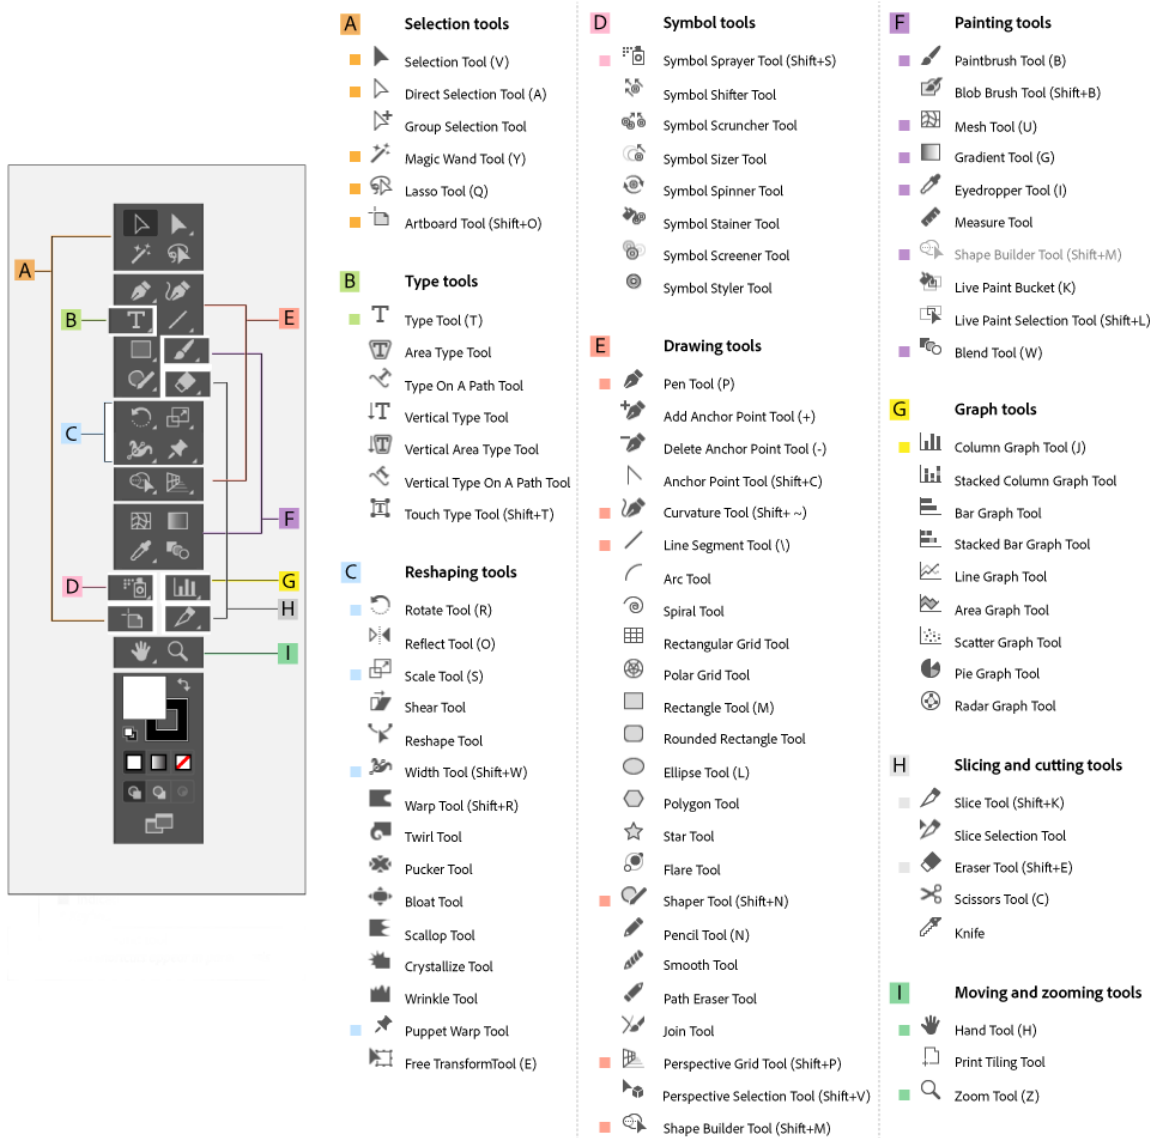 A
B
C
D
E
F
G
H
I
A Selection tools
Selection Tool (V)
Direct Selection Tool (A)
Group Selection Tool
Magic Wand Tool (Y)
Lasso Tool (Q)
Artboard Tool (Shift+O)
B Type tools
Type Tool (T)
Area Type Tool
Type On A Path Tool
Vertical Type Tool
Vertical Area Type Tool
Vertical Type On A Path Tool
Touch Type Tool (Shift+T)
C Reshaping tools
Rotate Tool (R)
Reflect Tool (O)
Scale Tool (S)
Shear Tool
Reshape Tool
Width Tool (Shift+W)
Warp Tool (Shift+R)
Twirl Tool
Pucker Tool
Bloat Tool
Scallop Tool
Crystallize Tool
Wrinkle Tool
Puppet Warp Tool
Free TransformTool (E)
D Symbol tools
Symbol Sprayer Tool (Shift+S)
Symbol Shifter Tool
Symbol Scruncher Tool
Symbol Sizer Tool
Symbol Spinner Tool
Symbol Stainer Tool
Symbol Screener Tool
Symbol Styler Tool
E Drawing tools
Pen Tool (P)
Add Anchor Point Tool (+)
Delete Anchor Point Tool (-)
Anchor Point Tool (Shift+C)
Curvature Tool (Shift+ ~)
Line Segment Tool (\)
Arc Tool
Spiral Tool
Rectangular Grid Tool
Polar Grid Tool
Rectangle Tool (M)
Rounded Rectangle Tool
Ellipse Tool (L)
Polygon Tool
Star Tool
Flare Tool
Shaper Tool (Shift+N)
Pencil Tool (N)
Smooth Tool
Path Eraser Tool
Join Tool
Perspective Grid Tool (Shift+P)
Perspective Selection Tool (Shift+V)
Shape Builder Tool (Shift+M)
F Painting tools
Paintbrush Tool (B)
Blob Brush Tool (Shift+B)
Mesh Tool (U)
Gradient Tool (G)
Eyedropper Tool (I)
Measure Tool
Shape Builder Tool (Shift+M)
Live Paint Bucket (K)
Live Paint Selection Tool (Shift+L)
Blend Tool (W)
G Graph tools
Column Graph Tool (J)
Stacked Column Graph Tool
Bar Graph Tool
Stacked Bar Graph Tool
Line Graph Tool
Area Graph Tool
Scatter Graph Tool
Pie Graph Tool
Radar Graph Tool
H Slicing and cutting tools
Slice Tool (Shift+K)
Slice Selection Tool
Eraser Tool (Shift+E)
Scissors Tool (C)
Knife
I Moving and zooming tools
Hand Tool (H)
Print Tiling Tool
Zoom Tool (Z)